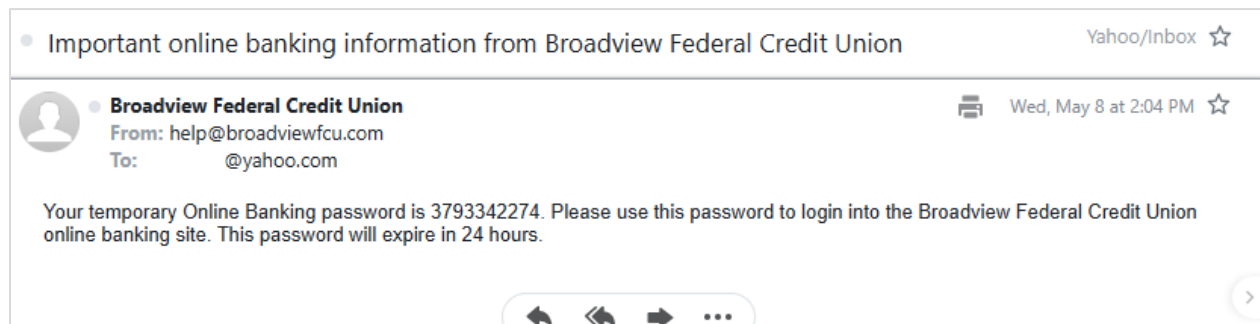 Important online banking information from Broadview Federal Credit Union
Yahoo/Inbox
Broadview Federal Credit Union
Wed, May 8 at 2:04 PM
From: help@broadviewfcu.com
To: @yahoo.com
Your temporary Online Banking password is 3793342274. Please use this password to login into the Broadview Federal Credit Union
online banking site. This password will expire in 24 hours.